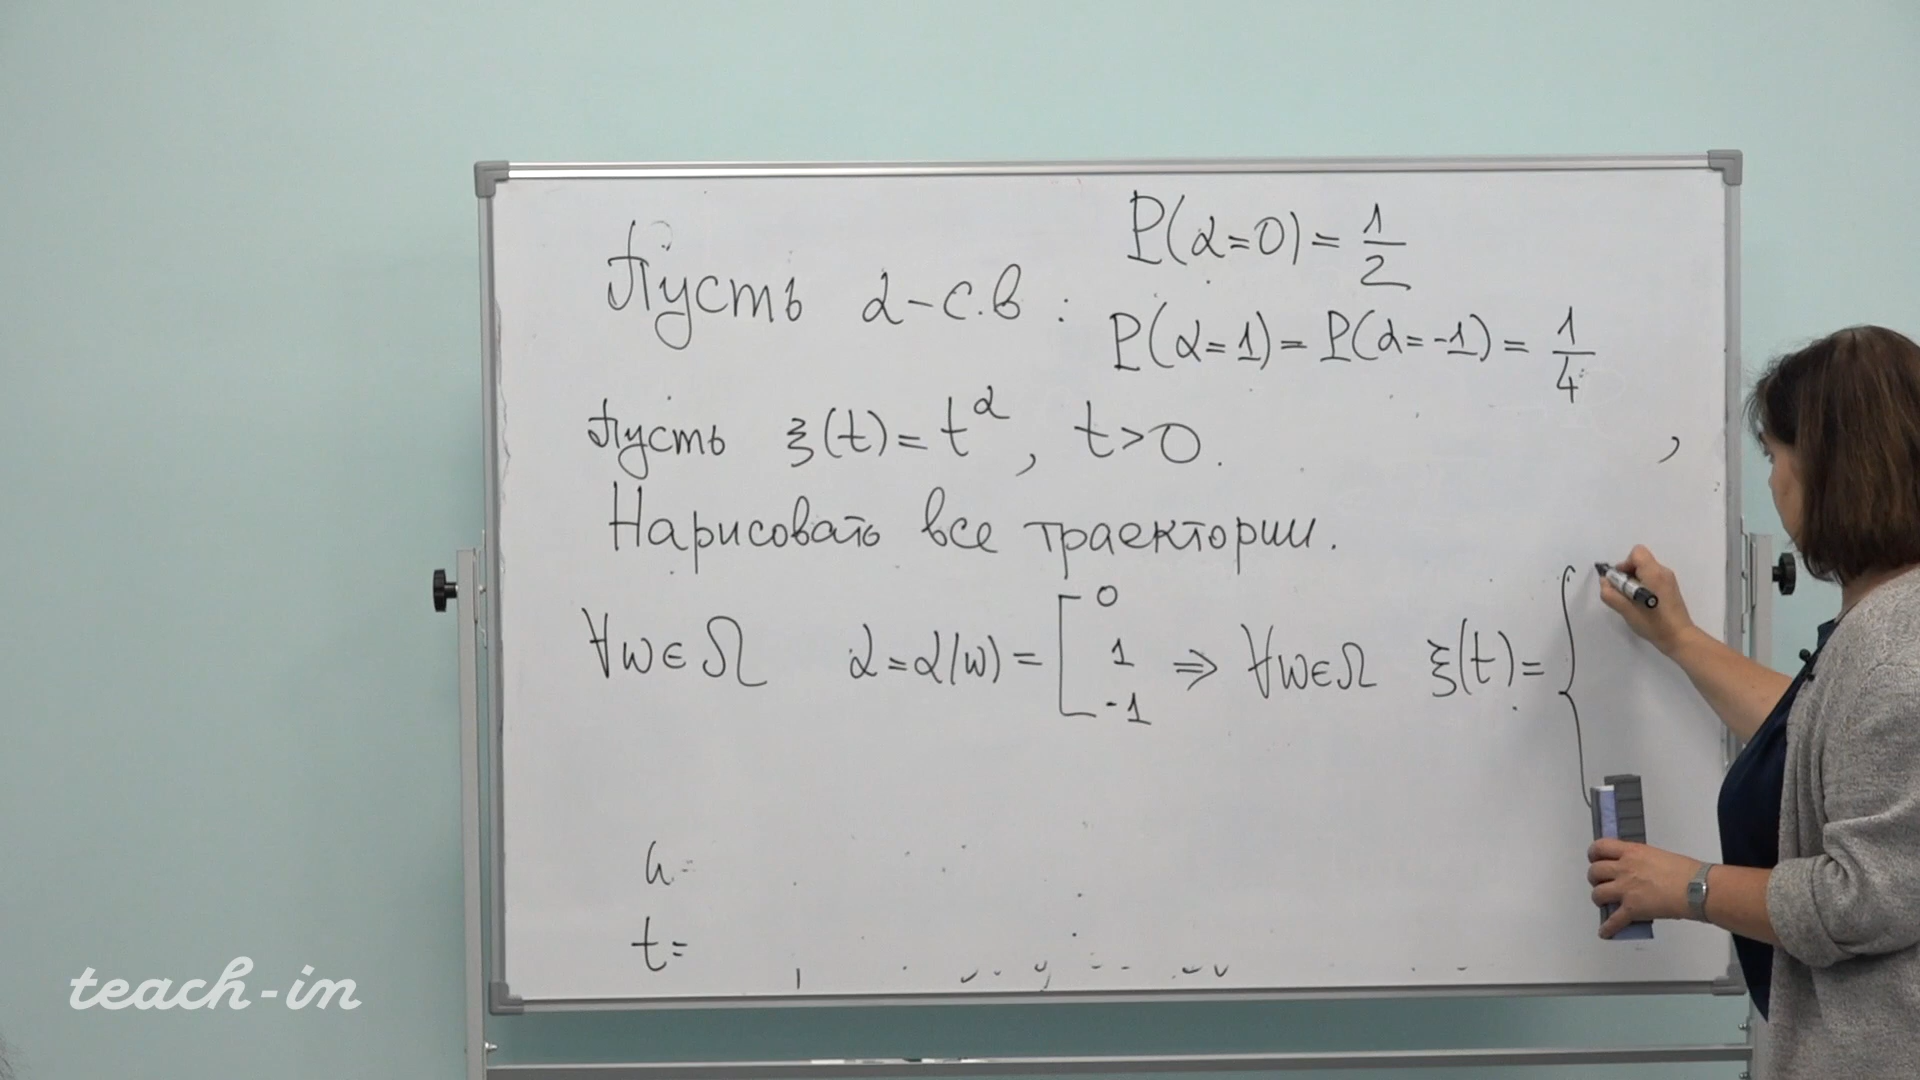 Пусть α-с.в :
P(α=0)=1/2
P(α=1)=P(α=-1)=1/4
Пусть ξ(t)=t^α, t>0.
,
Нарисовать все траектории.
∀ω∈Ω α=α(ω)=[ 0 1 -1 ⇒ ∀ω∈Ω ξ(t)={
t=
teach-in